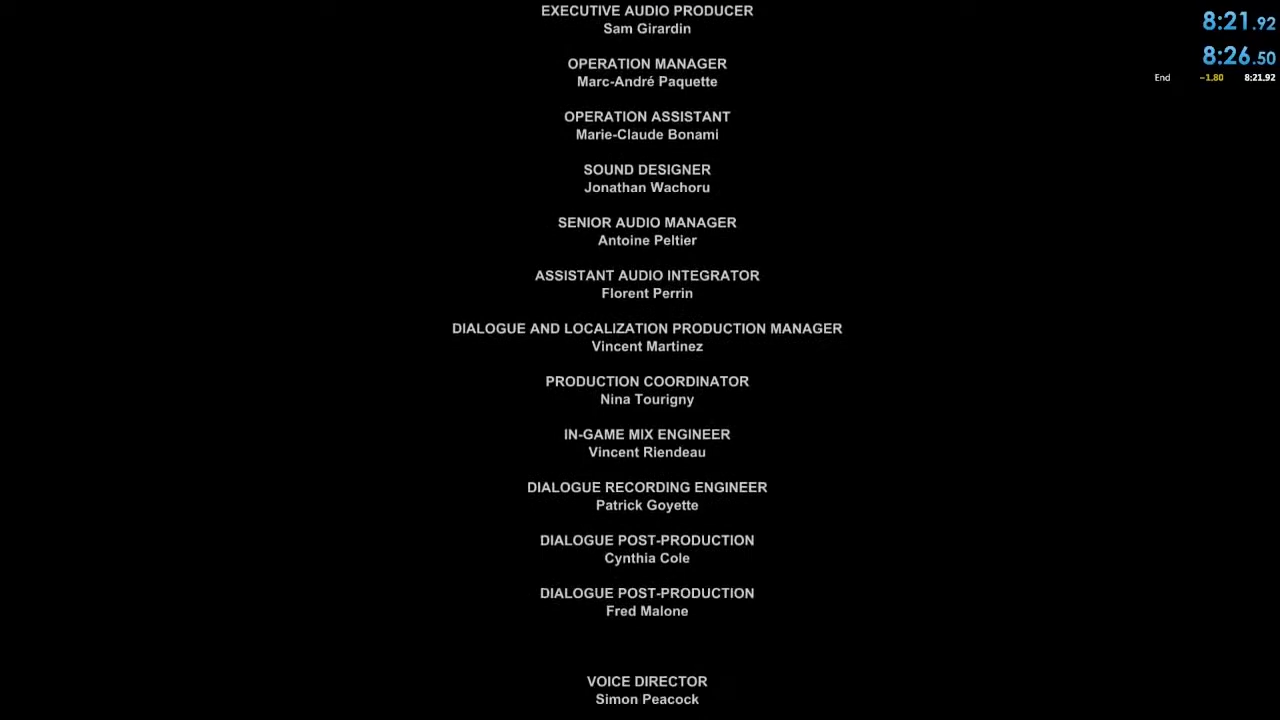 EXECUTIVE AUDIO PRODUCER
Sam Girardin
OPERATION MANAGER
Marc-André Paquette
OPERATION ASSISTANT
Marie-Claude Bonami
SOUND DESIGNER
Jonathan Wachoru
SENIOR AUDIO MANAGER
Antoine Peltier
ASSISTANT AUDIO INTEGRATOR
Florent Perrin
DIALOGUE AND LOCALIZATION PRODUCTION MANAGER
Vincent Martinez
PRODUCTION COORDINATOR
Nina Tourigny
IN-GAME MIX ENGINEER
Vincent Riendeau
DIALOGUE RECORDING ENGINEER
Patrick Goyette
DIALOGUE POST-PRODUCTION
Cynthia Cole
DIALOGUE POST-PRODUCTION
Fred Malone
VOICE DIRECTOR
Simon Peacock
8:21.92
8:26.50
End −1.80 8:21.92